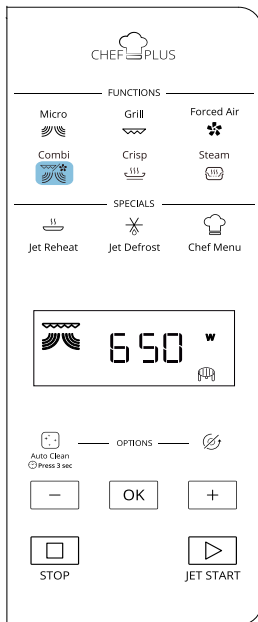 CHEF PLUS
FUNCTIONS
Micro Grill Forced Air
Combi Crisp Steam
SPECIALS
Jet Reheat Jet Defrost Chef Menu
650 W
Auto Clean
Press 3 sec
OPTIONS
− OK +
STOP JET START